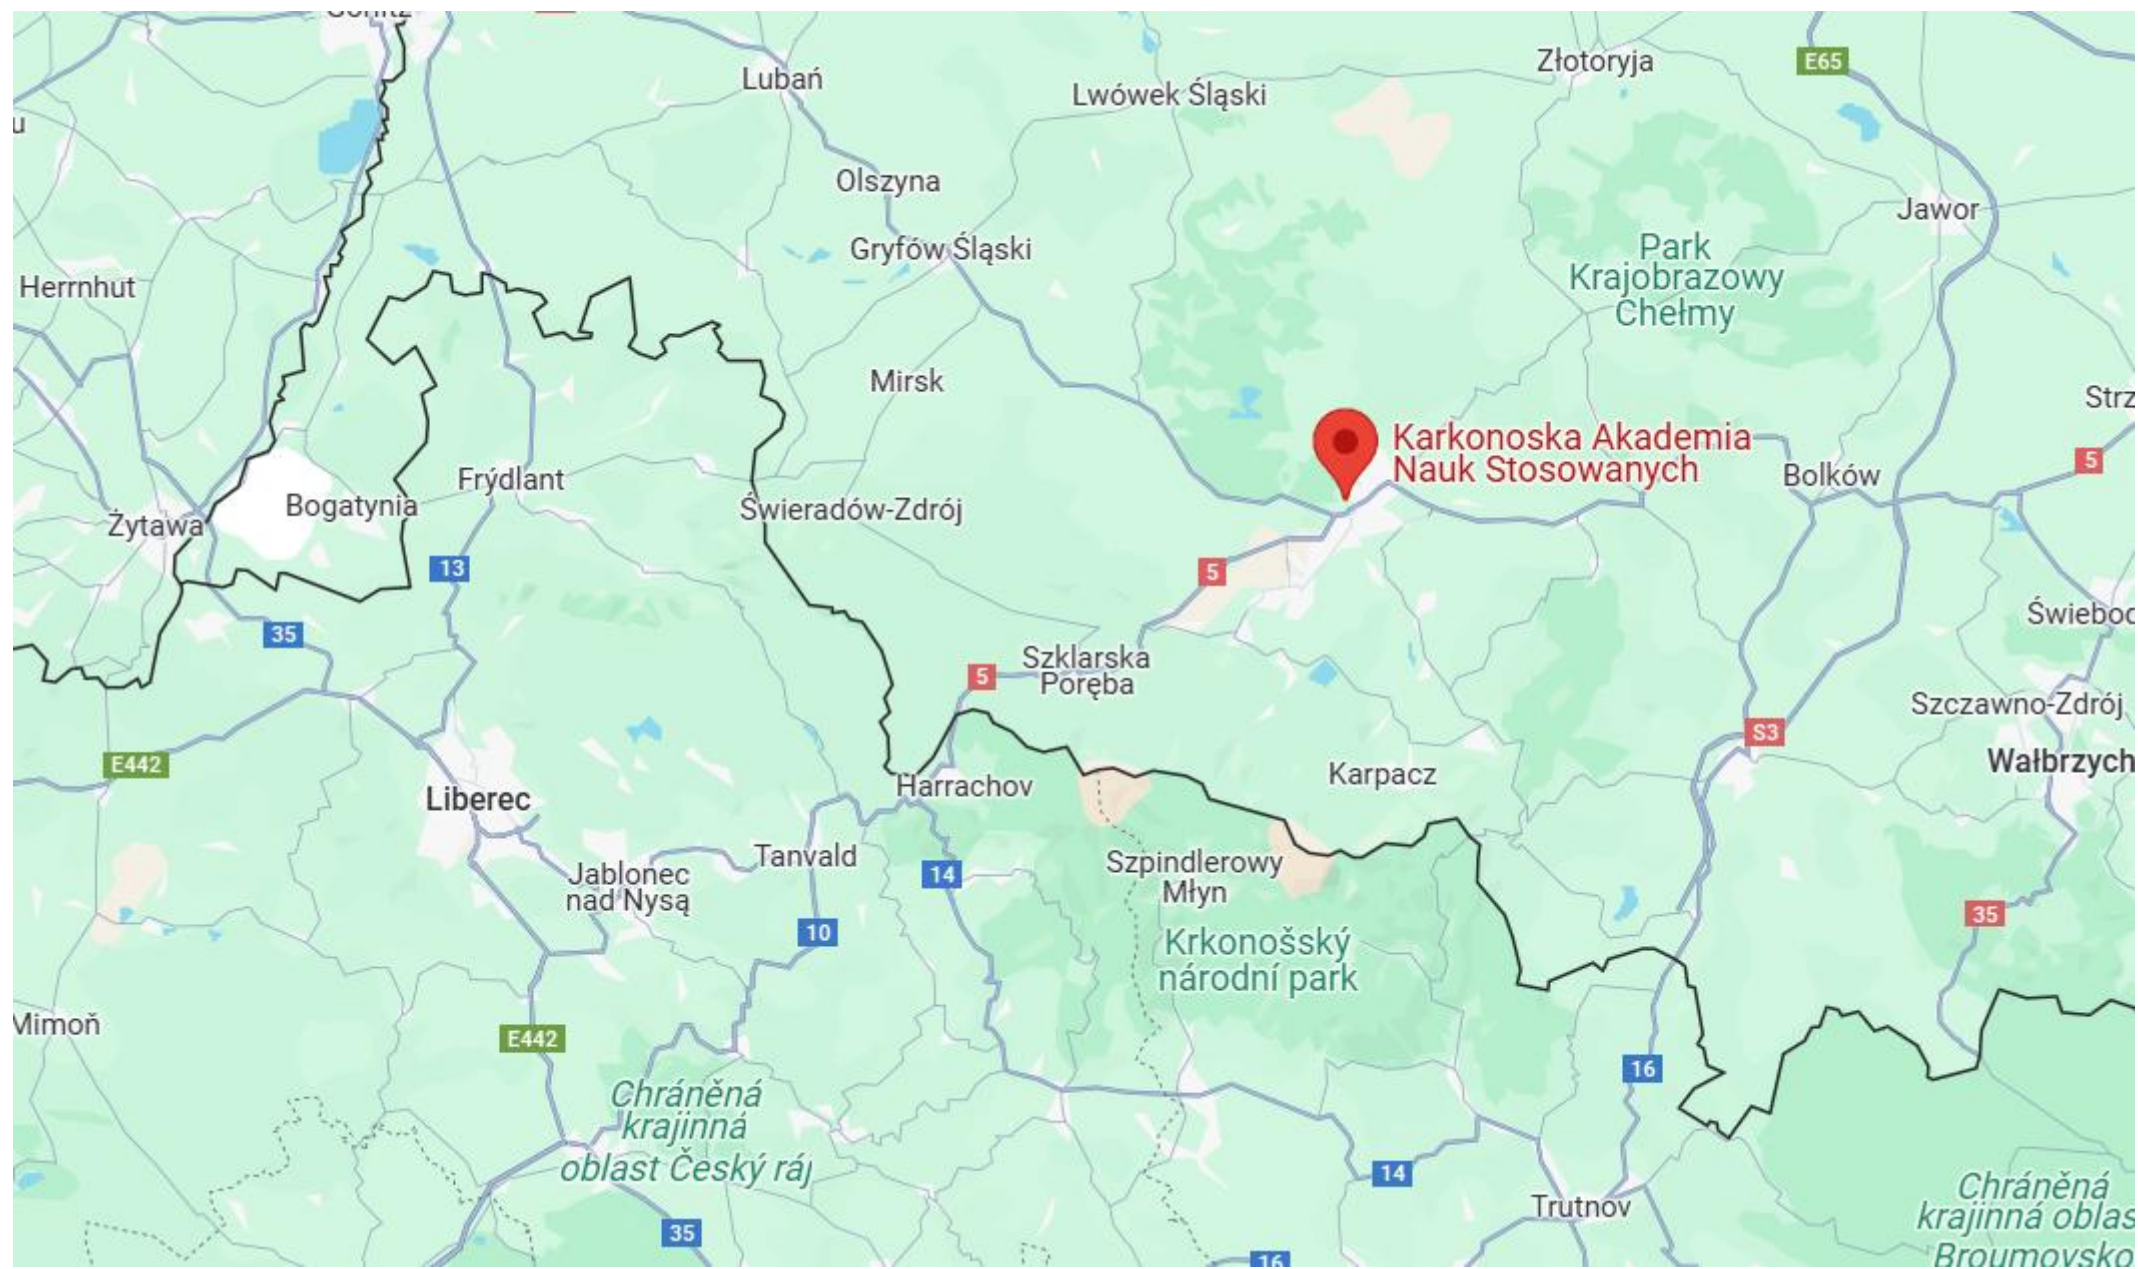 Lubań
Złotoryja
E65
Lwówek Śląski
Olszyna
Jawor
Gryfów Śląski
Park
Krajobrazowy
Chełmy
Herrnhut
Mirsk
Strz
Karkonoska Akademia
Nauk Stosowanych
5
Bolków
Frýdlant
Bogatynia
Świeradów-Zdrój
Żytawa
13
5
Świebod
35
Szklarska
Poręba
5
Szczawno-Zdrój
S3
Wałbrzych
E442
Harrachov
Karpacz
Liberec
Tanvald
Szpindlerowy
Młyn
Jablonec
nad Nysą
14
35
10
Krkonošský
národní park
Mimoň
E442
16
Chráněná
krajinná
oblast Český ráj
14
Trutnov
Chráněná
krajinná oblas
Broumovsko
35
16